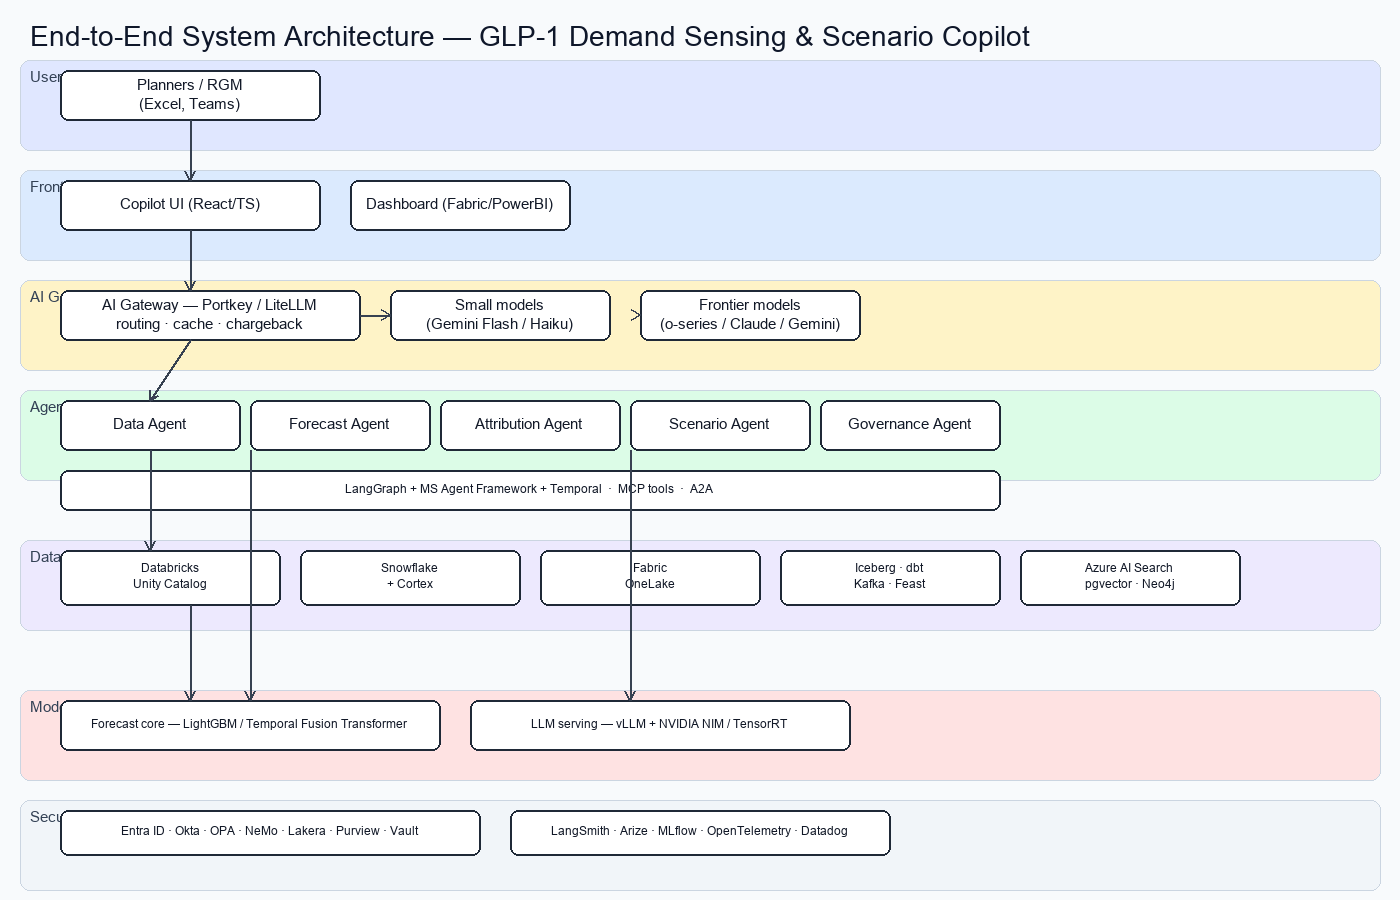 End-to-End System Architecture — GLP-1 Demand Sensing & Scenario Copilot
User
Planners / RGM
(Excel, Teams)
Fron
Copilot UI (React/TS)
Dashboard (Fabric/PowerBI)
AI G
AI Gateway — Portkey / LiteLLM
routing · cache · chargeback
Small models
(Gemini Flash / Haiku)
Frontier models
(o-series / Claude / Gemini)
Agen
Data Agent
Forecast Agent
Attribution Agent
Scenario Agent
Governance Agent
LangGraph + MS Agent Framework + Temporal · MCP tools · A2A
Data
Databricks
Unity Catalog
Snowflake
+ Cortex
Fabric
OneLake
Iceberg · dbt
Kafka · Feast
Azure AI Search
pgvector · Neo4j
Mod
Forecast core — LightGBM / Temporal Fusion Transformer
LLM serving — vLLM + NVIDIA NIM / TensorRT
Secu
Entra ID · Okta · OPA · NeMo · Lakera · Purview · Vault
LangSmith · Arize · MLflow · OpenTelemetry · Datadog